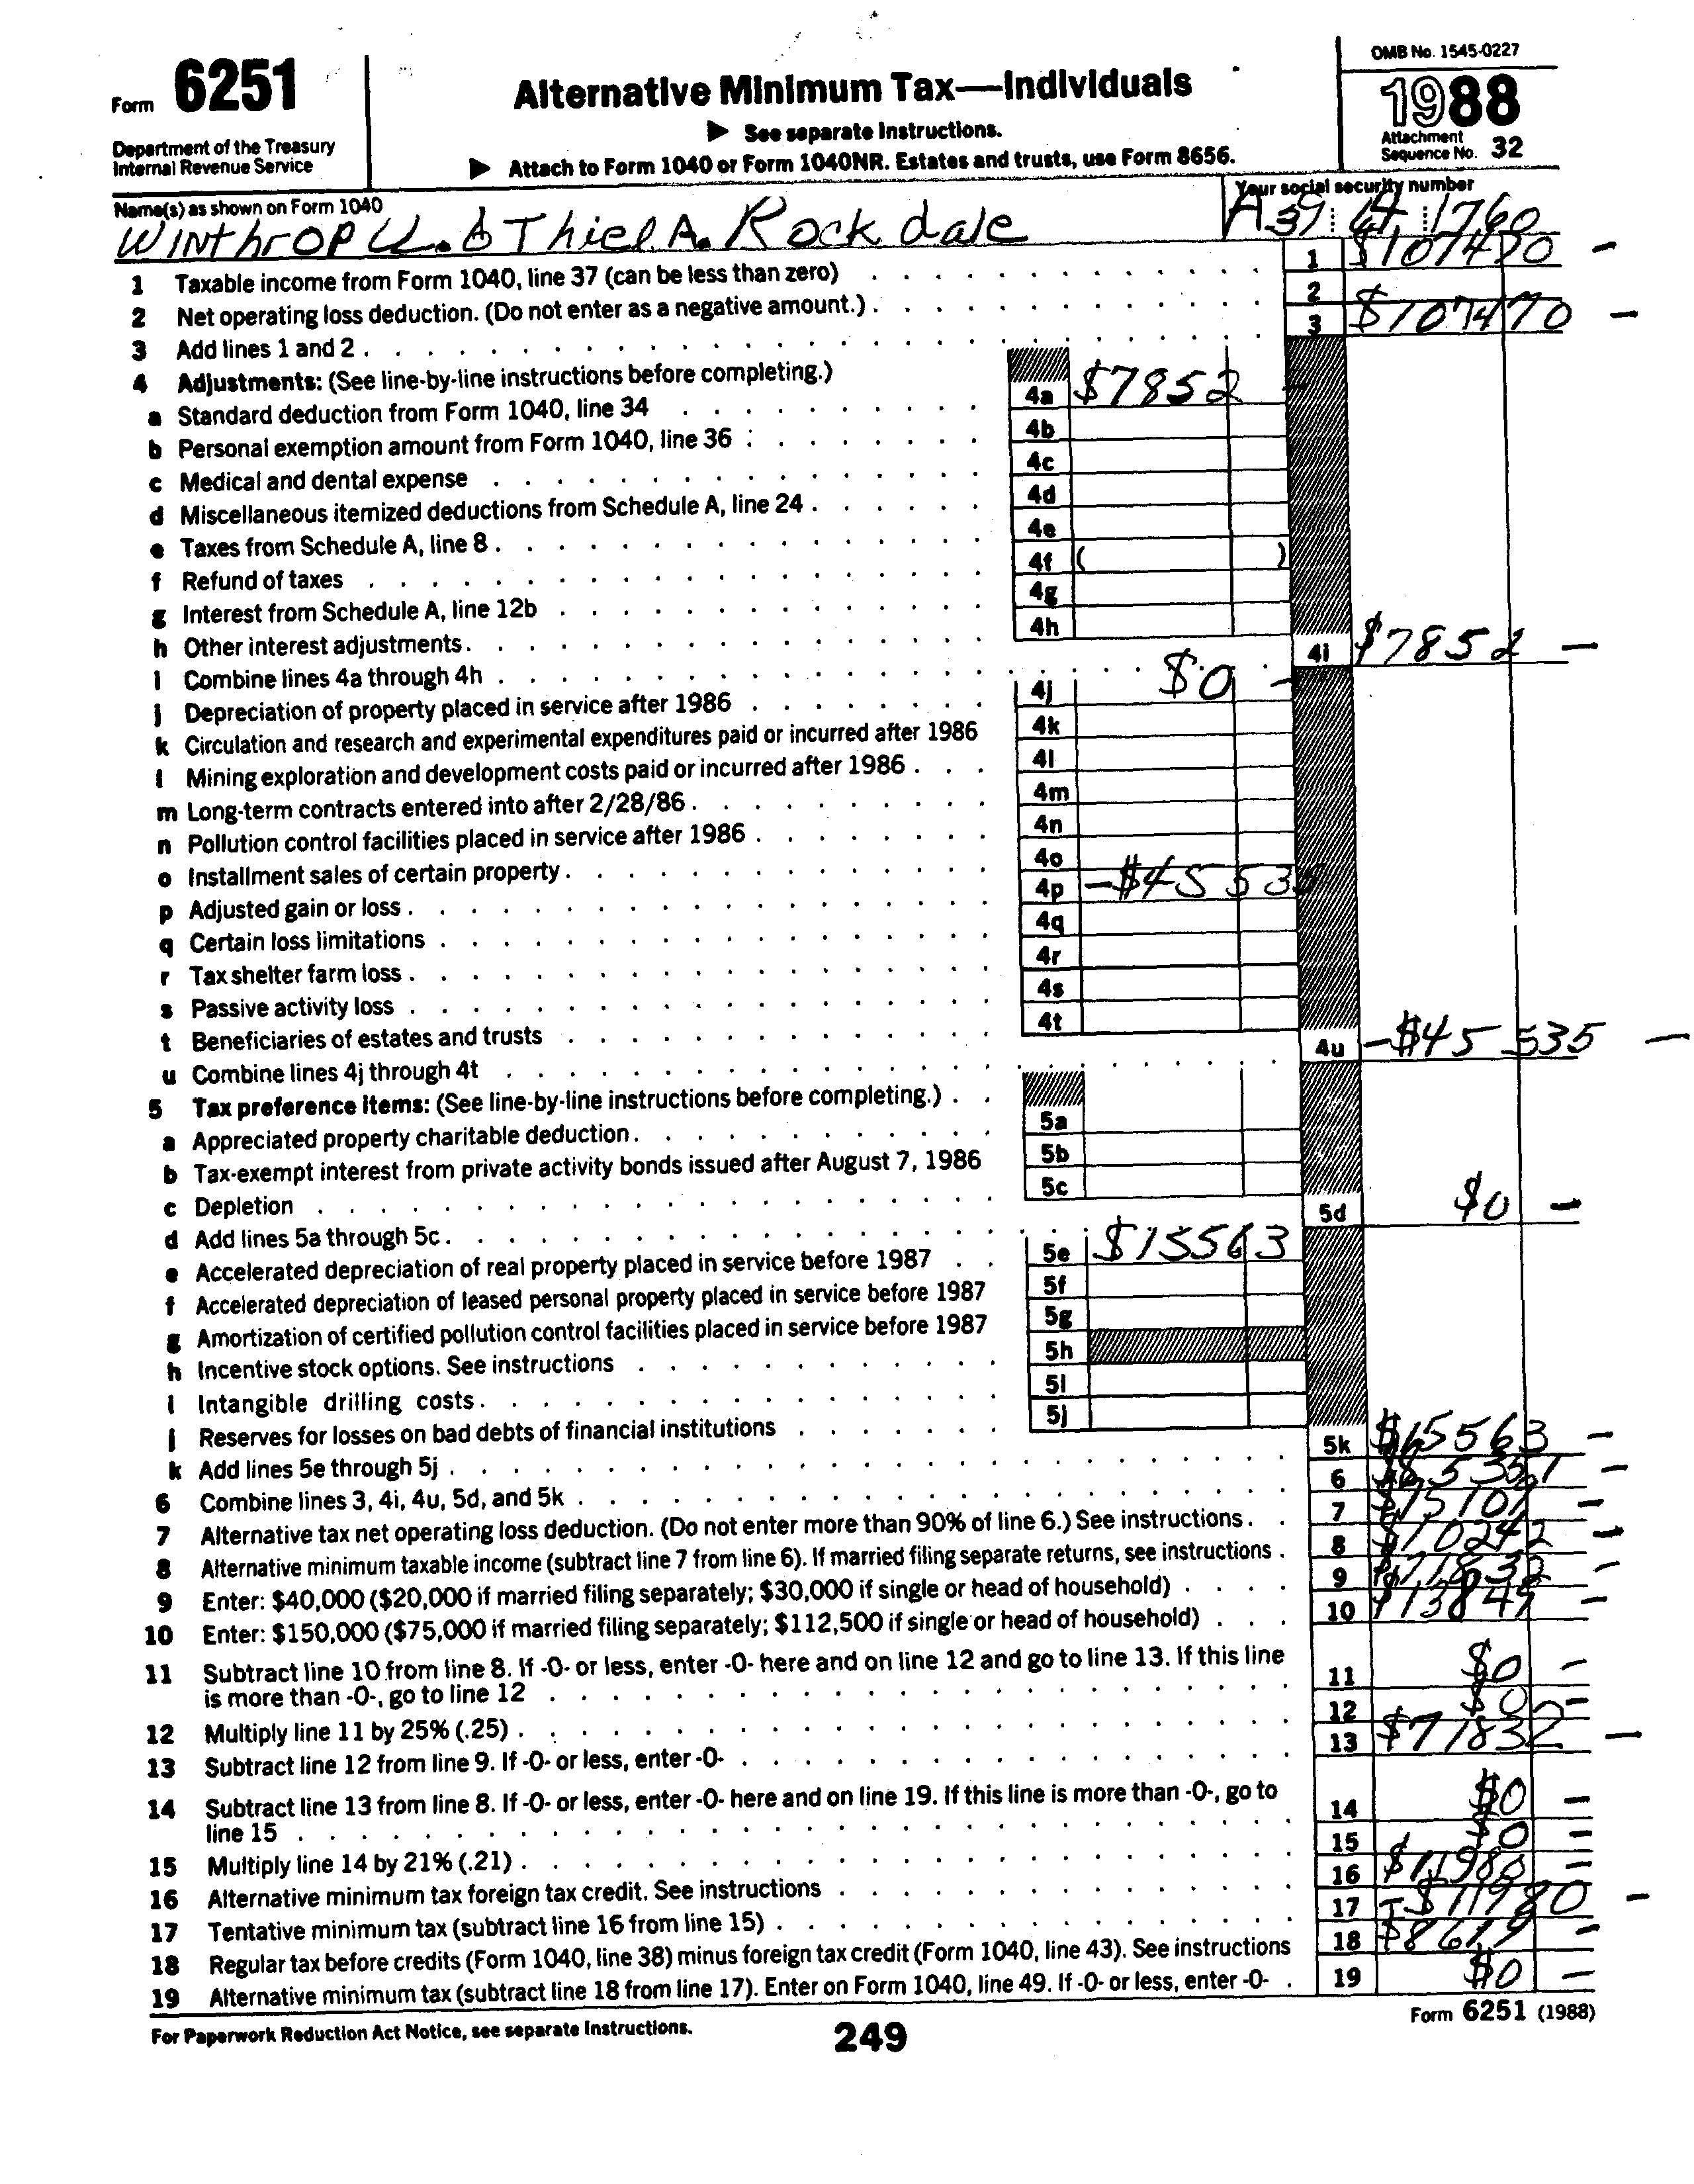 OMB No. 1545-0227
Form 6251
Alternative Minimum Tax—Individuals
1988
▶ See separate Instructions.
Department of the Treasury
Internal Revenue Service
▶ Attach to Form 1040 or Form 1040NR. Estates and trusts, use Form 8656.
Attachment
Sequence No. 32
Name(s) as shown on Form 1040
Your social security number
Winthrop U. & Thiel A. Rockdale
A39 64 1760
1 Taxable income from Form 1040, line 37 (can be less than zero) 1 $107470 -
2 Net operating loss deduction. (Do not enter as a negative amount.) 2
3 Add lines 1 and 2 3 $107470 -
4 Adjustments: (See line-by-line instructions before completing.)
a Standard deduction from Form 1040, line 34 4a $7852 -
b Personal exemption amount from Form 1040, line 36 4b
c Medical and dental expense 4c
d Miscellaneous itemized deductions from Schedule A, line 24 4d
e Taxes from Schedule A, line 8 4e
f Refund of taxes 4f ( )
g Interest from Schedule A, line 12b 4g
h Other interest adjustments 4h
i Combine lines 4a through 4h 4i $7852 -
j Depreciation of property placed in service after 1986 4j $0 -
k Circulation and research and experimental expenditures paid or incurred after 1986 4k
l Mining exploration and development costs paid or incurred after 1986 4l
m Long-term contracts entered into after 2/28/86 4m
n Pollution control facilities placed in service after 1986 4n
o Installment sales of certain property 4o
p Adjusted gain or loss 4p -$45535
q Certain loss limitations 4q
r Tax shelter farm loss 4r
s Passive activity loss 4s
t Beneficiaries of estates and trusts 4t
u Combine lines 4j through 4t 4u -$45535 -
5 Tax preference items: (See line-by-line instructions before completing.)
a Appreciated property charitable deduction 5a
b Tax-exempt interest from private activity bonds issued after August 7, 1986 5b
c Depletion 5c
d Add lines 5a through 5c 5d $0 -
e Accelerated depreciation of real property placed in service before 1987 5e $15563
f Accelerated depreciation of leased personal property placed in service before 1987 5f
g Amortization of certified pollution control facilities placed in service before 1987 5g
h Incentive stock options. See instructions 5h
i Intangible drilling costs 5i
j Reserves for losses on bad debts of financial institutions 5j
k Add lines 5e through 5j 5k $15563 -
6 Combine lines 3, 4i, 4u, 5d, and 5k 6
7 Alternative tax net operating loss deduction. (Do not enter more than 90% of line 6.) See instructions 7
8 Alternative minimum taxable income (subtract line 7 from line 6). If married filing separate returns, see instructions 8 $70242 -
9 Enter: $40,000 ($20,000 if married filing separately; $30,000 if single or head of household) 9 $71832 -
10 Enter: $150,000 ($75,000 if married filing separately; $112,500 if single or head of household) 10
11 Subtract line 10 from line 8. If -0- or less, enter -0- here and on line 12 and go to line 13. If this line
is more than -0-, go to line 12 11 $0 -
12 Multiply line 11 by 25% (.25) 12 $0 -
13 Subtract line 12 from line 9. If -0- or less, enter -0- 13 $71832 -
14 Subtract line 13 from line 8. If -0- or less, enter -0- here and on line 19. If this line is more than -0-, go to
line 15 14 $0 -
15 Multiply line 14 by 21% (.21) 15 $0 -
16 Alternative minimum tax foreign tax credit. See instructions 16 $11980 -
17 Tentative minimum tax (subtract line 16 from line 15) 17 -$11980 -
18 Regular tax before credits (Form 1040, line 38) minus foreign tax credit (Form 1040, line 43). See instructions 18 $8619 -
19 Alternative minimum tax (subtract line 18 from line 17). Enter on Form 1040, line 49. If -0- or less, enter -0- 19 $0 -
For Paperwork Reduction Act Notice, see separate Instructions.
249
Form 6251 (1988)